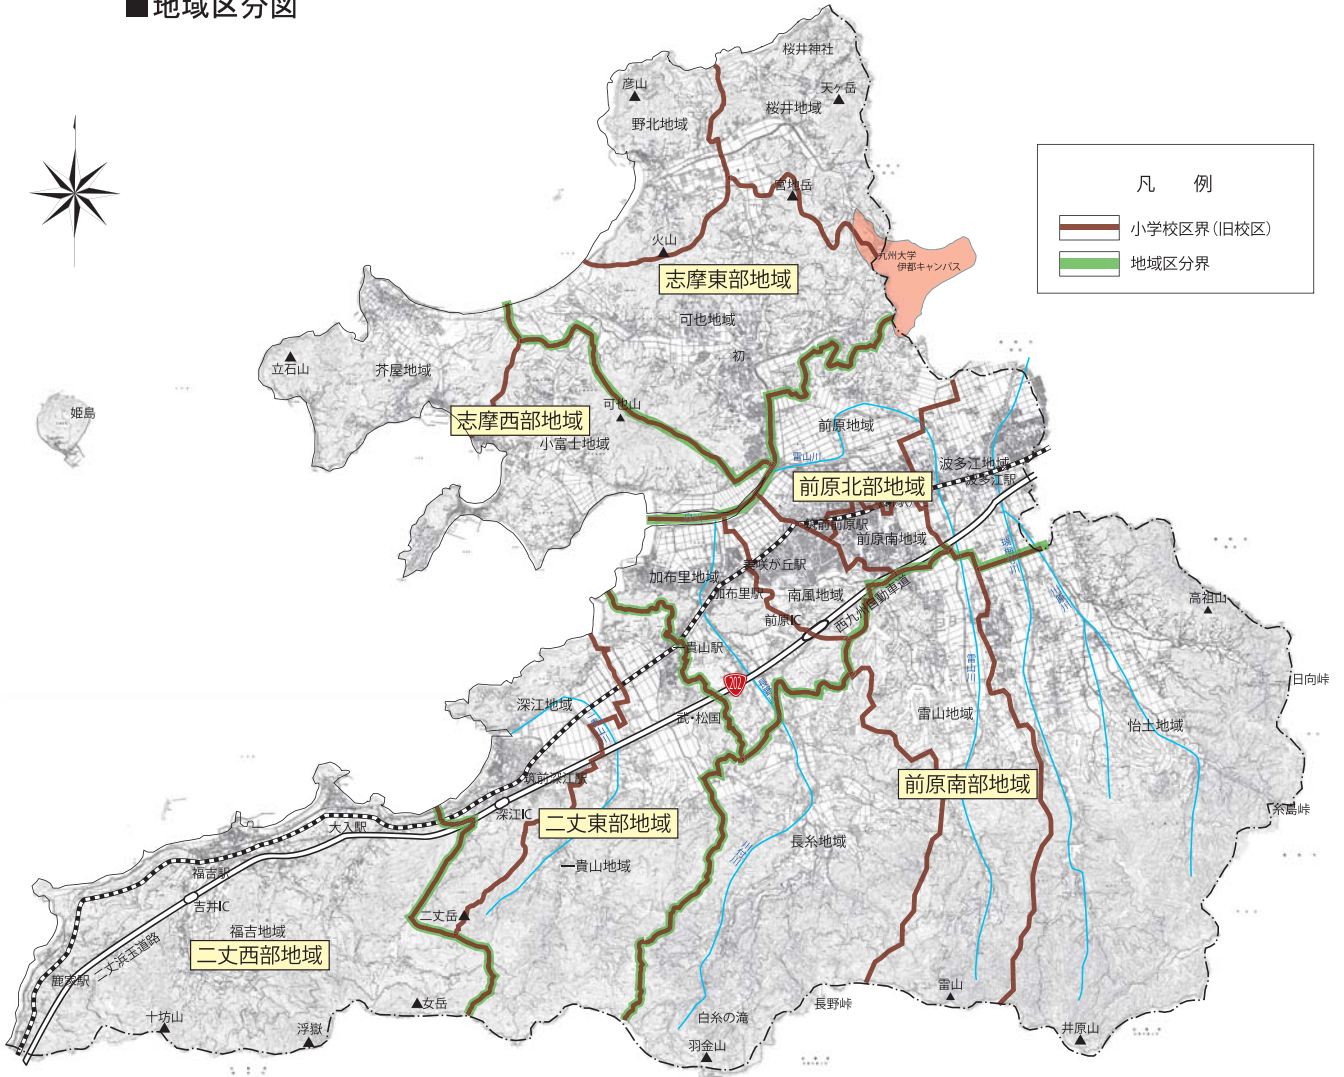 ■地域区分図
桜井神社
彦山
天ヶ岳
桜井地域
野北地域
凡 例
小学校区界(旧校区)
地域区分界
宮地岳
火山
九州大学
伊都キャンパス
志摩東部地域
可也地域
初
立石山
芥屋地域
姫島
可也山
志摩西部地域
小富士地域
前原地域
雷山川
波多江地域
波多江駅
前原北部地域
筑前前原駅
前原南地域
美咲が丘駅
加布里地域
加布里駅
南風地域
西九州自動車道
前原IC
高祖山
一貴山駅
日向峠
202
深江地域
武・松国
雷山川
雷山地域
怡土地域
筑前深江駅
前原南部地域
糸島峠
深江IC
二丈東部地域
大入駅
長糸地域
一貴山地域
福吉駅
吉井IC
二丈岳
福吉地域
二丈西部地域
二丈浜玉道路
鹿家駅
女岳
雷山
長野峠
十坊山
浮嶽
白糸の滝
羽金山
井原山